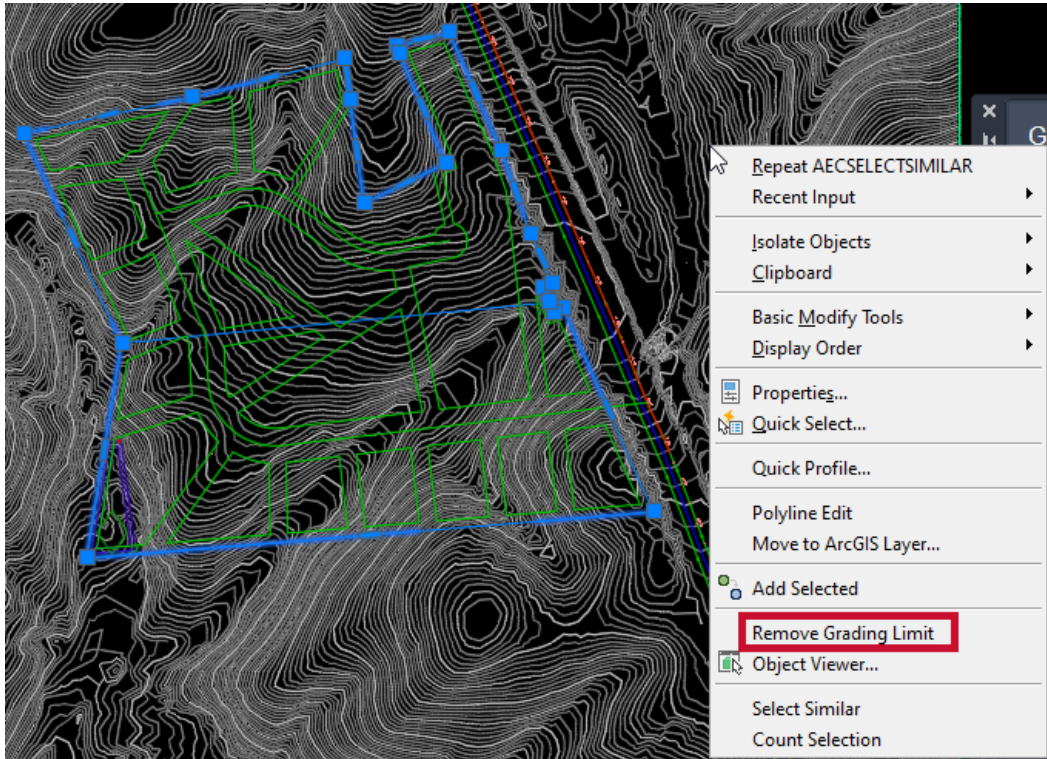 G
Repeat AECSELECTSIMILAR
Recent Input
Isolate Objects
Clipboard
Basic Modify Tools
Display Order
Properties...
Quick Select...
Quick Profile...
Polyline Edit
Move to ArcGIS Layer...
Add Selected
Remove Grading Limit
Object Viewer...
Select Similar
Count Selection